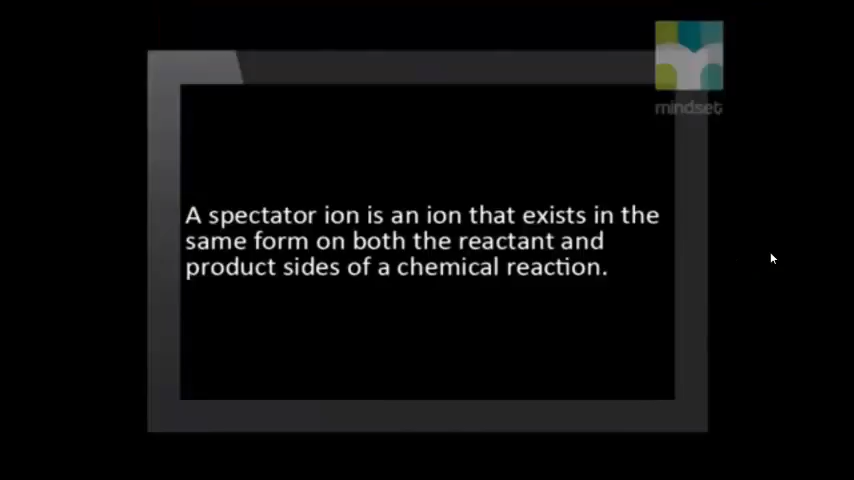 mindset
A spectator ion is an ion that exists in the
same form on both the reactant and
product sides of a chemical reaction.